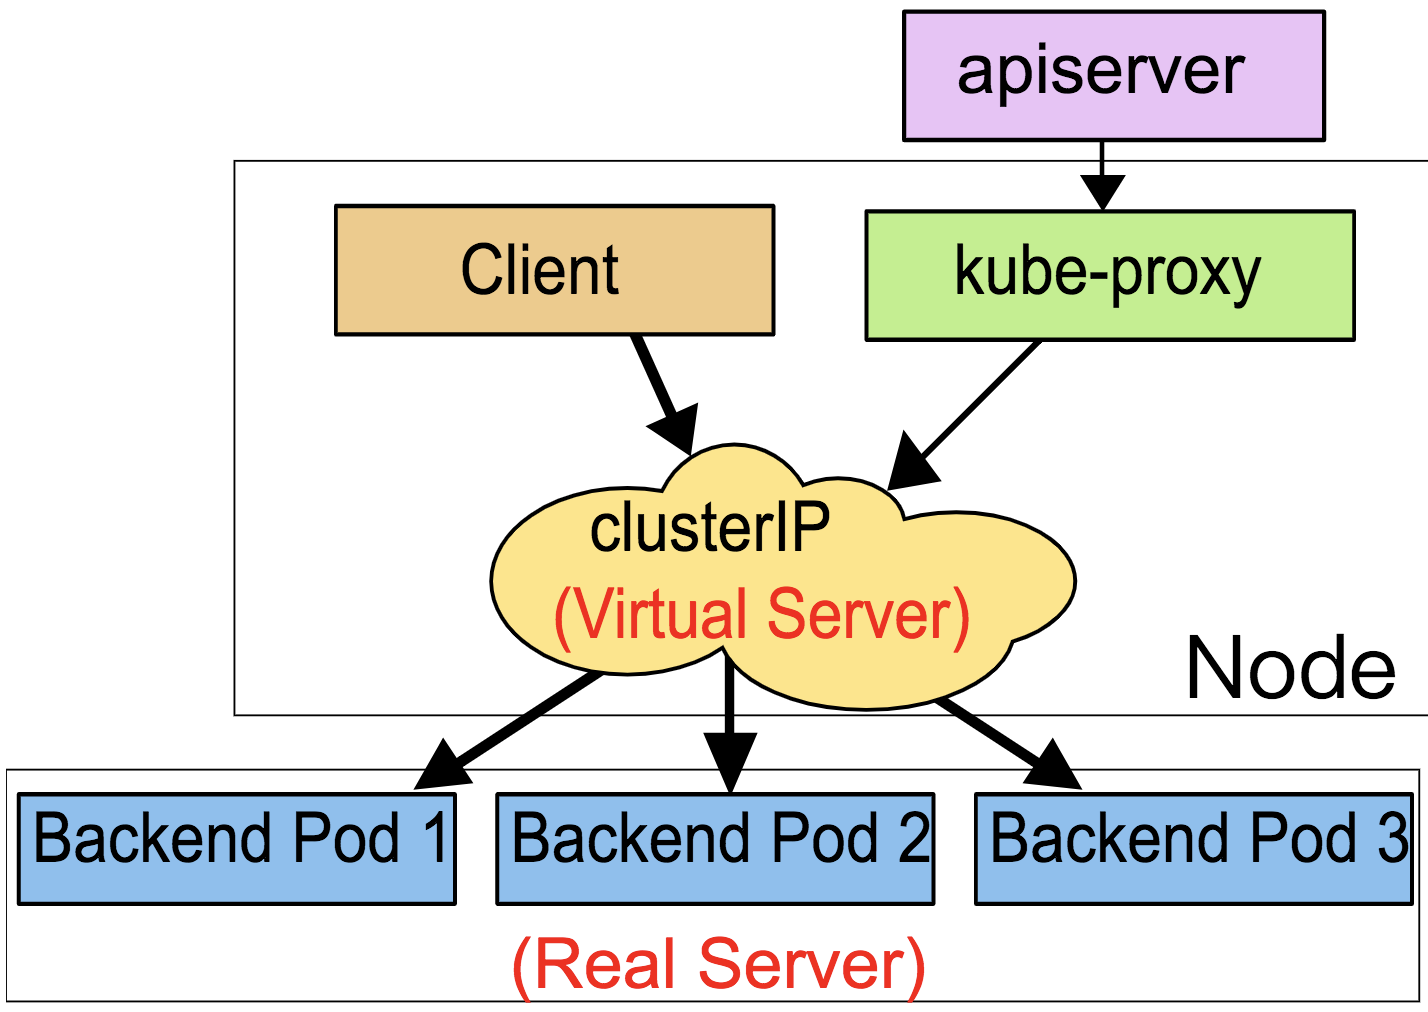 apiserver
Client
kube-proxy
clusterIP
(Virtual Server)
Node
Backend Pod 1
Backend Pod 2
Backend Pod 3
(Real Server)